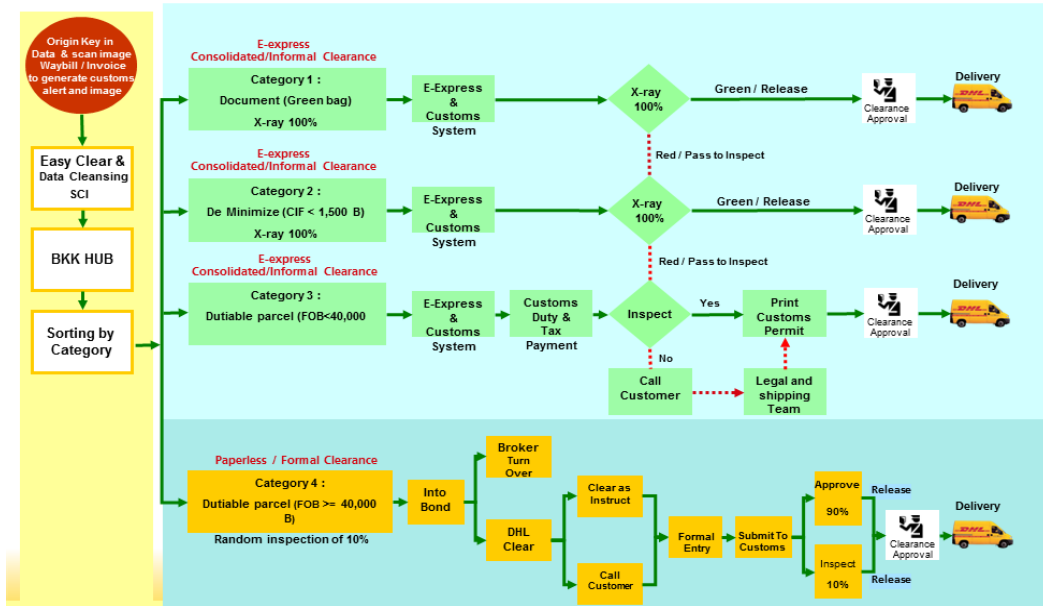 Origin Key in
Data & scan image
Waybill / Invoice
to generate customs
alert and image
Easy Clear &
Data Cleansing
SCI
BKK HUB
Sorting by
Category
E-express
Consolidated/Informal Clearance
Category 1 :
Document (Green bag)
X-ray 100%
E-Express
&
Customs
System
X-ray
100%
Green / Release
Clearance
Approval
Delivery
DHL
Red / Pass to Inspect
E-express
Consolidated/Informal Clearance
Category 2 :
De Minimize (CIF < 1,500 B)
X-ray 100%
E-Express
&
Customs
System
X-ray
100%
Green / Release
Clearance
Approval
Delivery
DHL
Red / Pass to Inspect
E-express
Consolidated/Informal Clearance
Category 3 :
Dutiable parcel (FOB<40,000
E-Express
&
Customs
System
Customs
Duty &
Tax
Payment
Inspect
Yes
Print
Customs
Permit
Clearance
Approval
Delivery
DHL
No
Call
Customer
Legal and
shipping
Team
Paperless / Formal Clearance
Category 4 :
Dutiable parcel (FOB >= 40,000
B)
Random inspection of 10%
Into
Bond
Broker
Turn
Over
DHL
Clear
Clear as
Instruct
Call
Customer
Formal
Entry
Submit To
Customs
Approve
90%
Release
Inspect
10%
Release
Clearance
Approval
Delivery
DHL